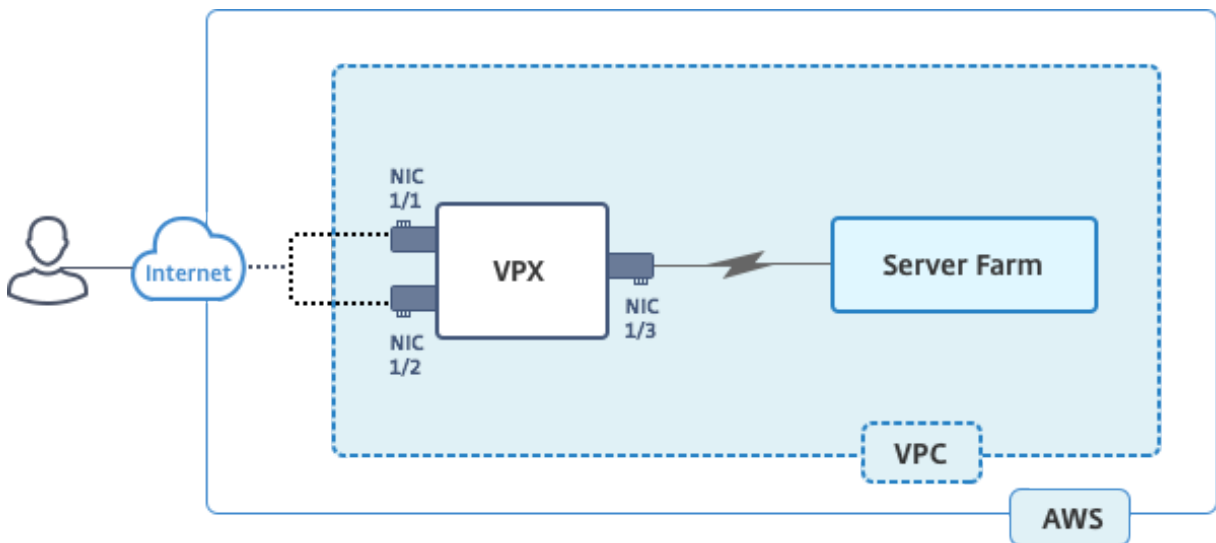 NIC
1/1
Internet
VPX
Server Farm
NIC
1/2
NIC
1/3
VPC
AWS